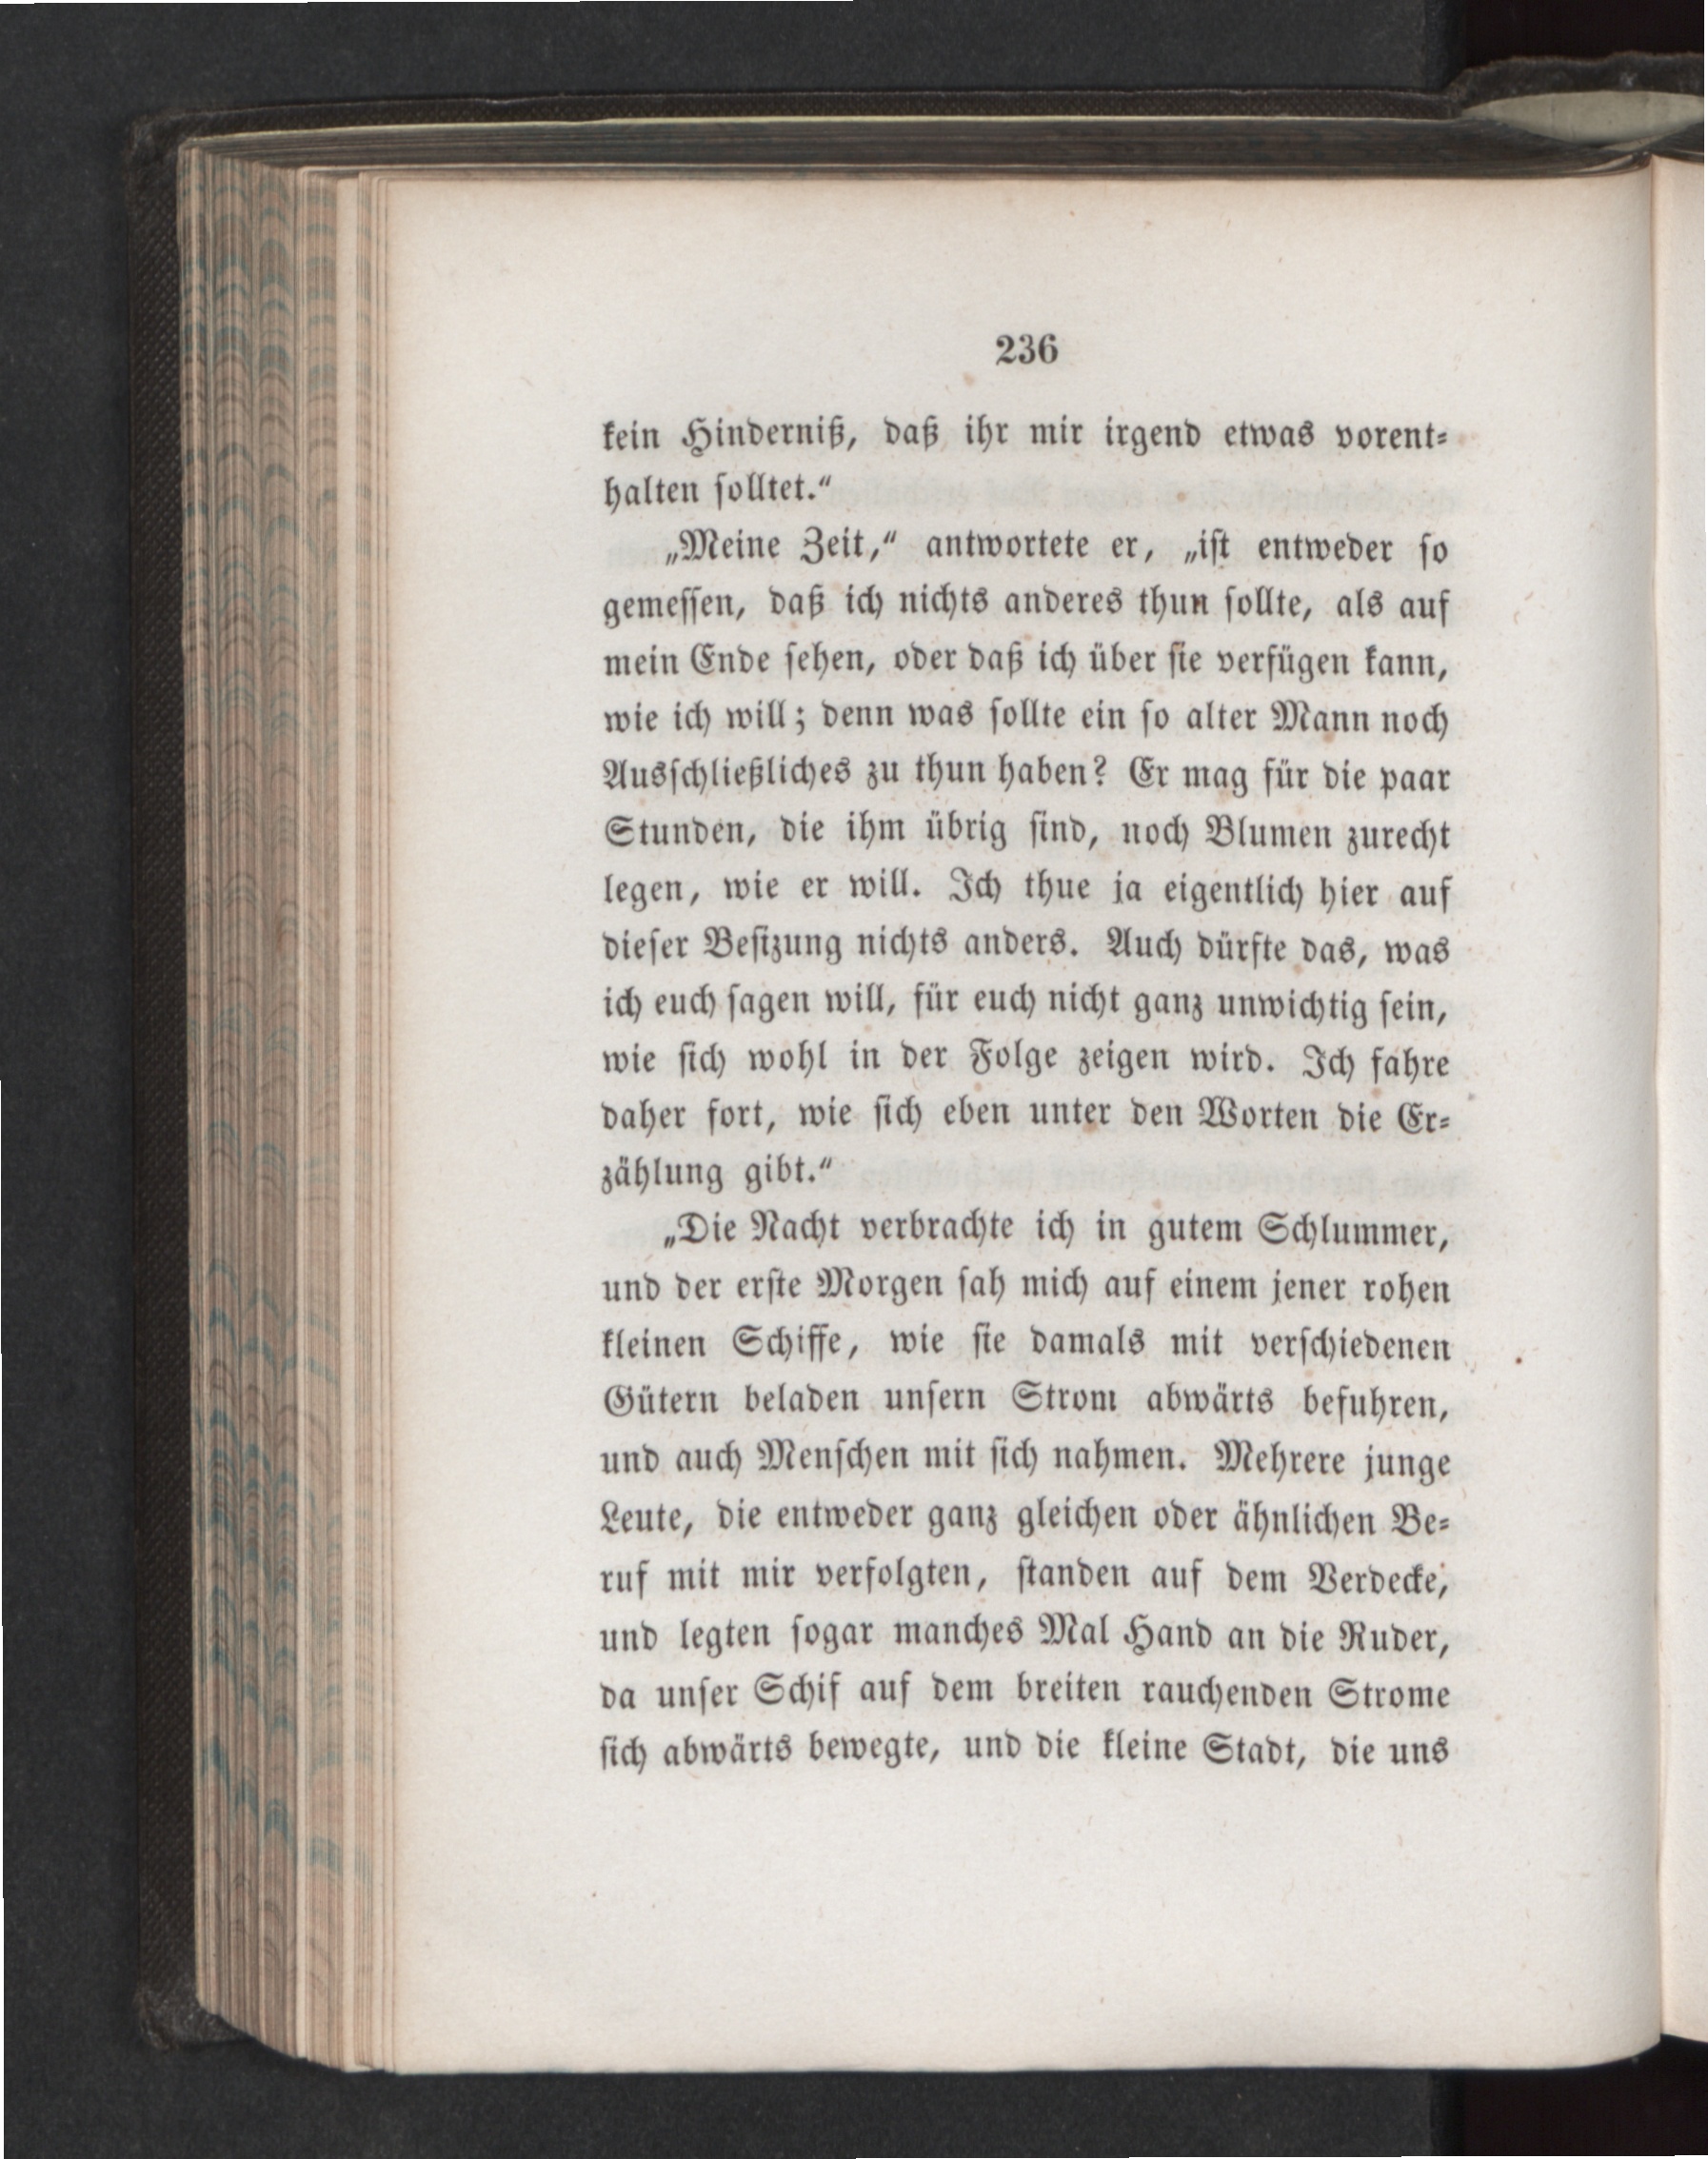 236
kein Hinderniß, daß ihr mir irgend etwas vorent-
halten ſolltet.“
„Meine Zeit,“ antwortete er, „iſt entweder ſo
gemeſſen, daß ich nichts anderes thun ſollte, als auf
mein Ende ſehen, oder daß ich über ſie verfügen kann,
wie ich will; denn was ſollte ein ſo alter Mann noch
Ausſchließliches zu thun haben? Er mag für die paar
Stunden, die ihm übrig ſind, noch Blumen zurecht
legen, wie er will. Ich thue ja eigentlich hier auf
dieſer Beſizung nichts anders. Auch dürfte das, was
ich euch ſagen will, für euch nicht ganz unwichtig ſein,
wie ſich wohl in der Folge zeigen wird. Ich fahre
daher fort, wie ſich eben unter den Worten die Er-
zählung gibt.“
„Die Nacht verbrachte ich in gutem Schlummer,
und der erſte Morgen ſah mich auf einem jener rohen
kleinen Schiffe, wie ſie damals mit verſchiedenen
Gütern beladen unſern Strom abwärts befuhren,
und auch Menſchen mit ſich nahmen. Mehrere junge
Leute, die entweder ganz gleichen oder ähnlichen Be-
ruf mit mir verfolgten, ſtanden auf dem Verdecke,
und legten ſogar manches Mal Hand an die Ruder,
da unſer Schif auf dem breiten rauchenden Strome
ſich abwärts bewegte, und die kleine Stadt, die uns